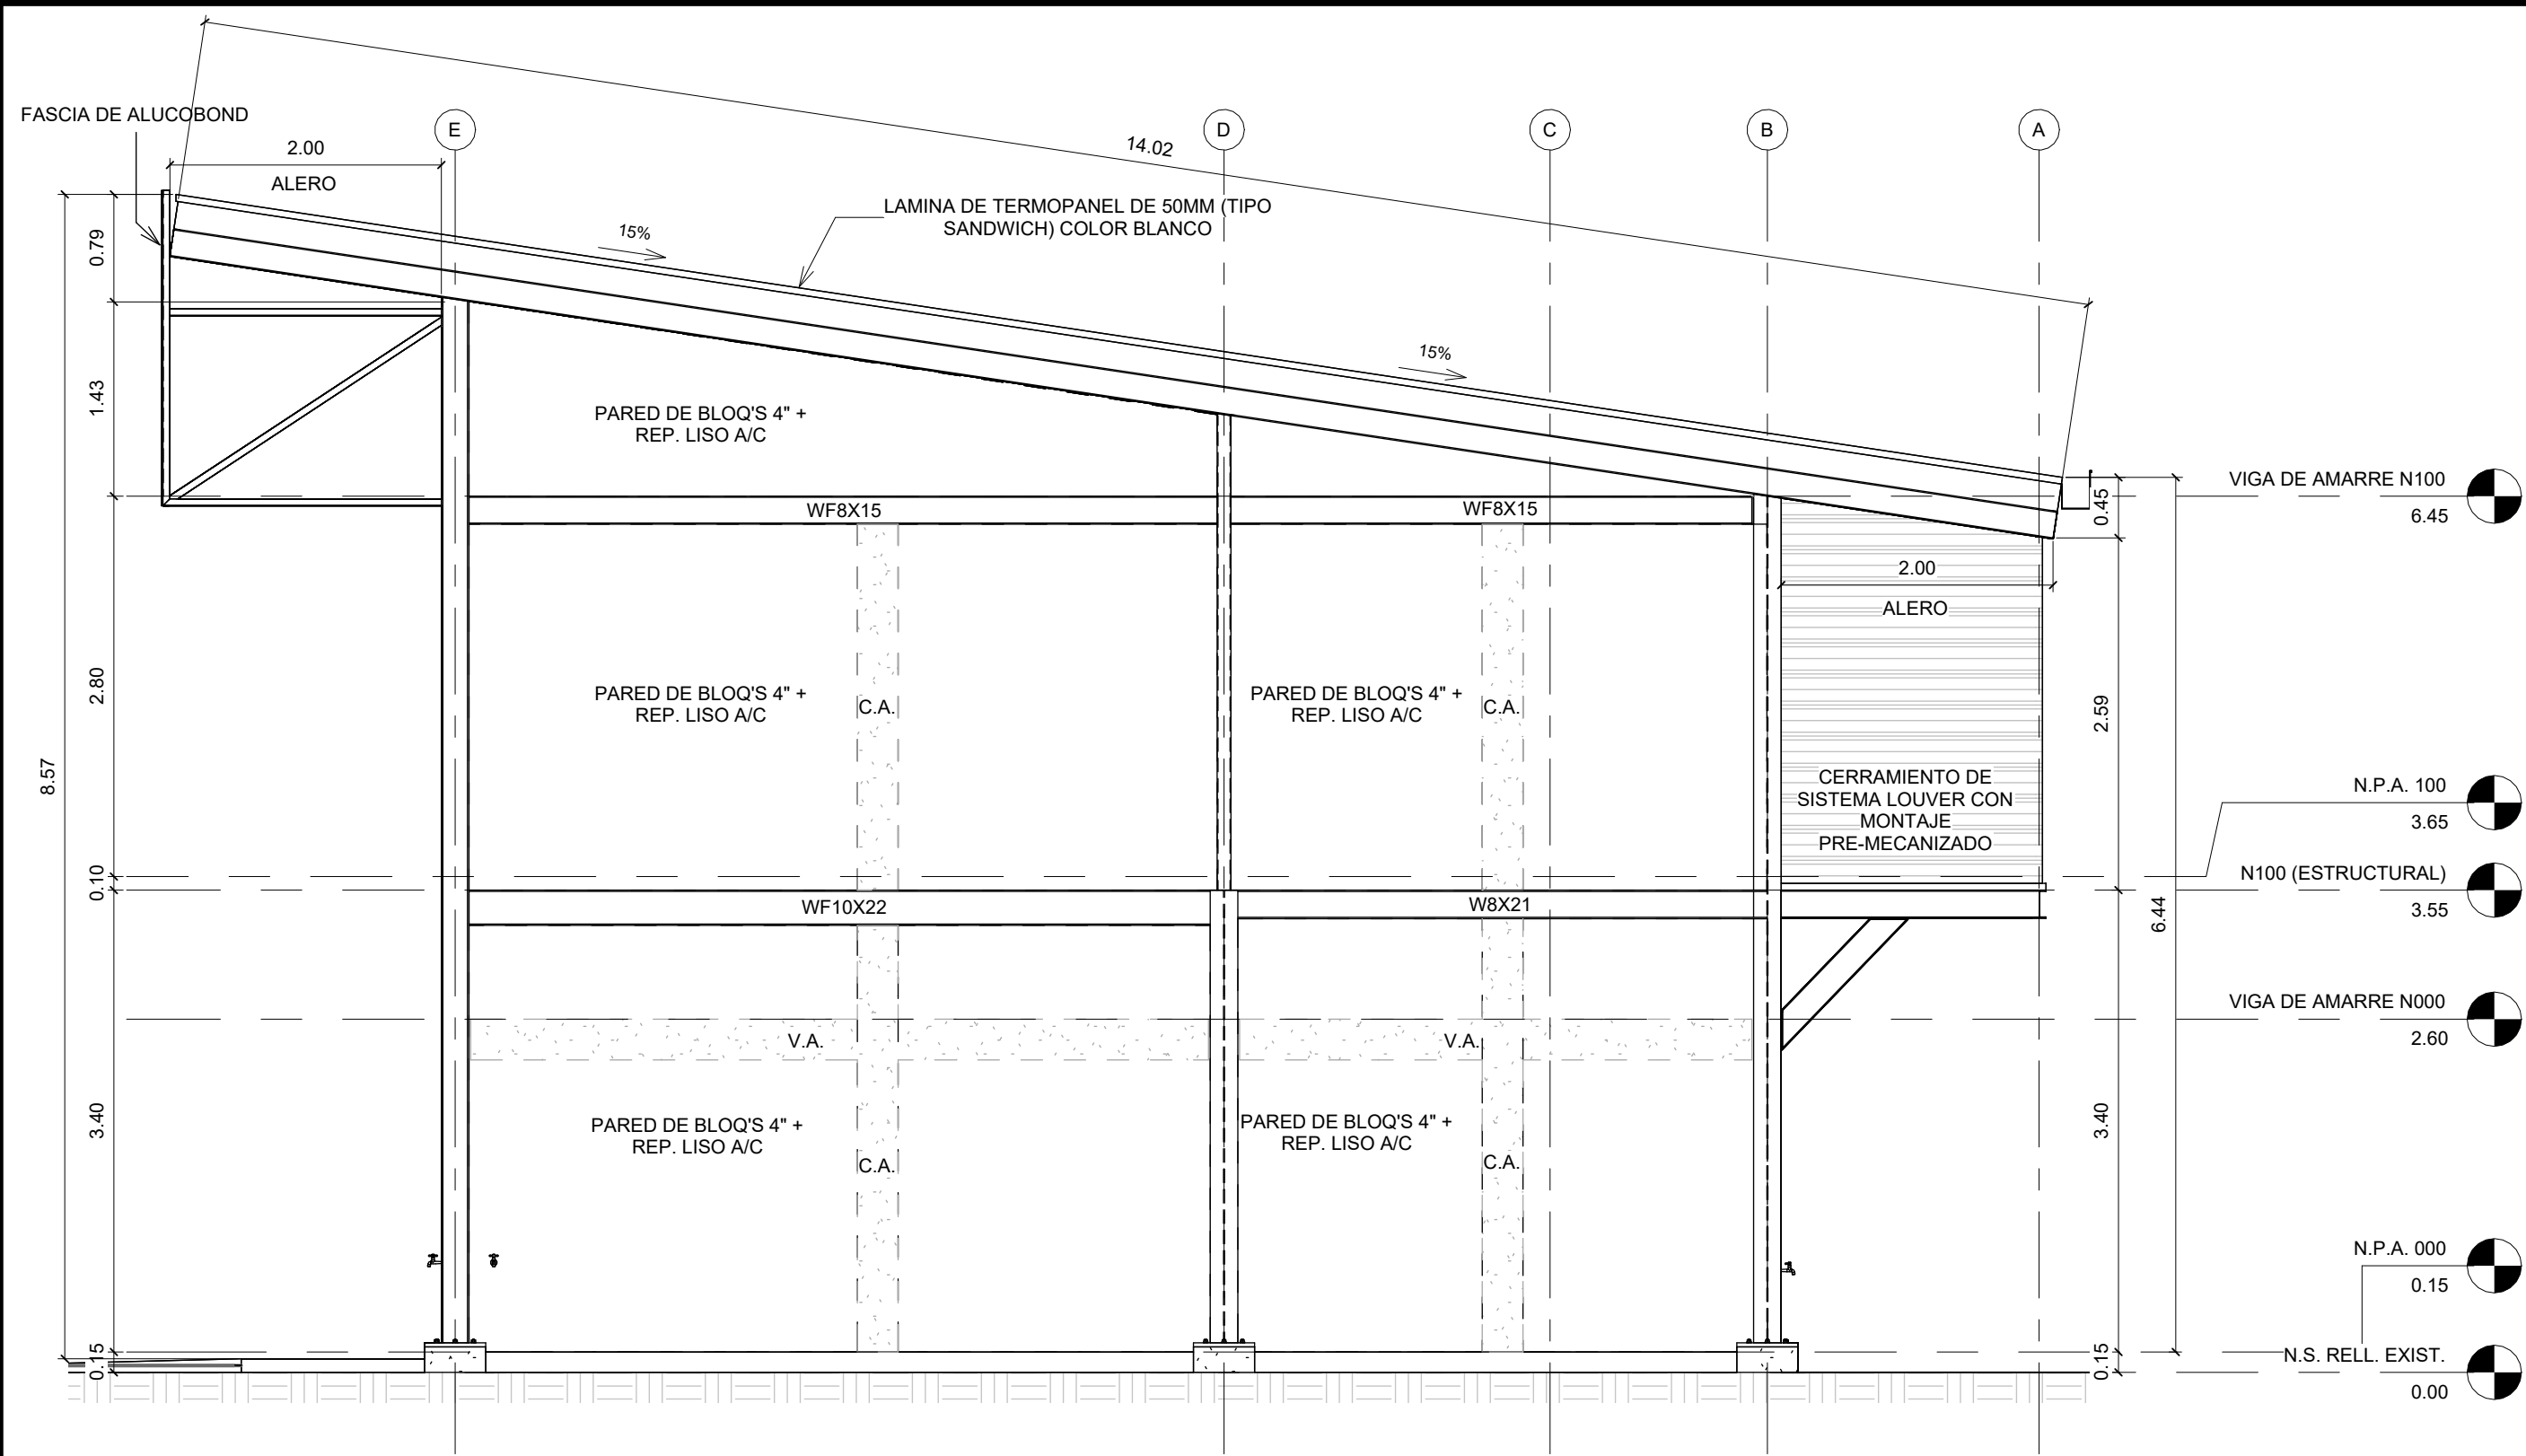 FASCIA DE ALUCOBOND
2.00
ALERO
E
D
C
B
A
14.02
LAMINA DE TERMOPANEL DE 50MM (TIPO
SANDWICH) COLOR BLANCO
15%
15%
0.79
1.43
2.80
0.10
3.40
0.15
8.57
PARED DE BLOQ'S 4" +
REP. LISO A/C
WF8X15
WF8X15
PARED DE BLOQ'S 4" +
REP. LISO A/C
C.A.
PARED DE BLOQ'S 4" +
REP. LISO A/C
C.A.
2.00
ALERO
CERRAMIENTO DE
SISTEMA LOUVER CON
MONTAJE
PRE-MECANIZADO
WF10X22
W8X21
V.A.
V.A.
PARED DE BLOQ'S 4" +
REP. LISO A/C
C.A.
PARED DE BLOQ'S 4" +
REP. LISO A/C
C.A.
0.45
2.59
3.40
0.15
6.44
VIGA DE AMARRE N100
6.45
N.P.A. 100
3.65
N100 (ESTRUCTURAL)
3.55
VIGA DE AMARRE N000
2.60
N.P.A. 000
0.15
N.S. RELL. EXIST.
0.00